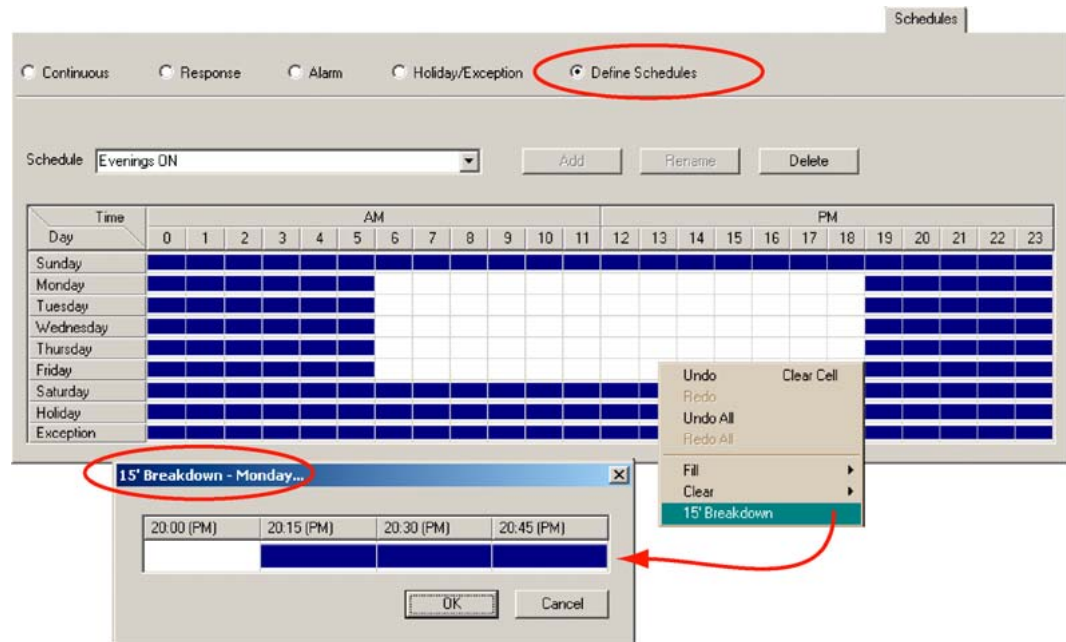 Schedules
Continuous Response Alarm Holiday/Exception Define Schedules
Schedule Evenings ON Add Rename Delete
Time AM PM
Day 0 1 2 3 4 5 6 7 8 9 10 11 12 13 14 15 16 17 18 19 20 21 22 23
Sunday
Monday
Tuesday
Wednesday
Thursday
Friday
Saturday
Holiday
Exception
Undo Clear Cell
Redo
Undo All
Redo All
Fill
Clear
15' Breakdown
15' Breakdown - Monday...
20:00 (PM) 20:15 (PM) 20:30 (PM) 20:45 (PM)
OK Cancel